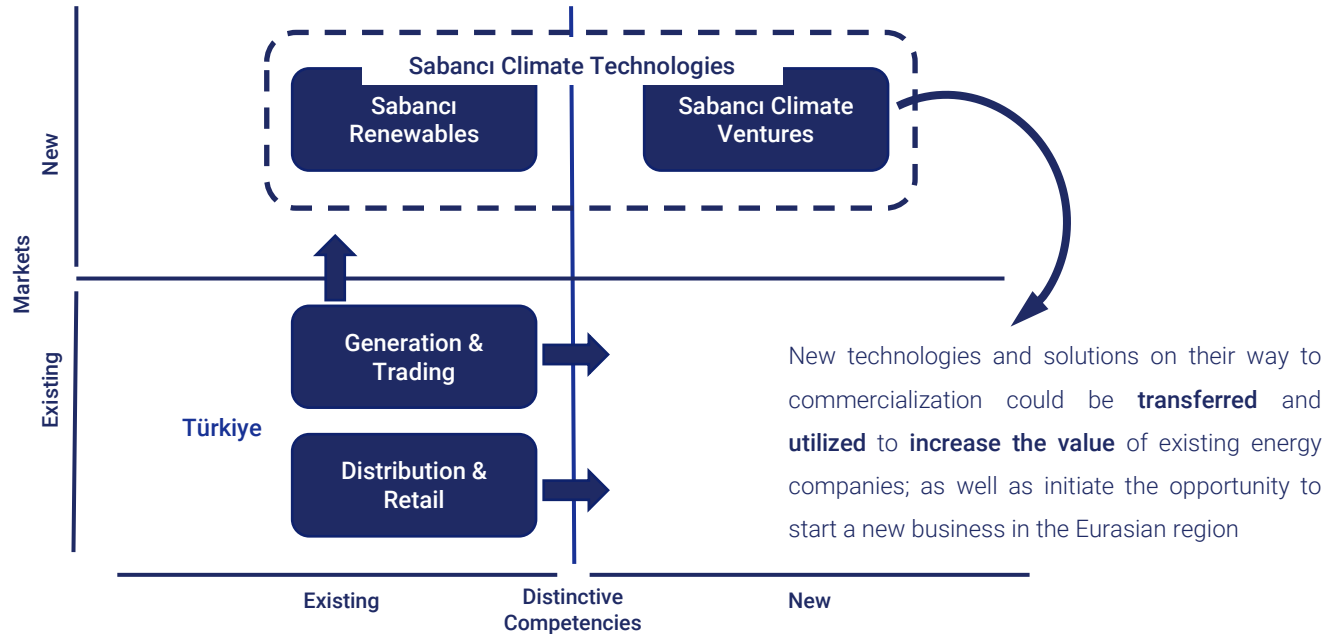 Sabancı Climate Technologies
Sabancı
Renewables
Sabancı Climate
Ventures
New
Markets
Existing
Generation &
Trading
Türkiye
Distribution &
Retail
New technologies and solutions on their way to
commercialization could be transferred and
utilized to increase the value of existing energy
companies; as well as initiate the opportunity to
start a new business in the Eurasian region
Existing
Distinctive
Competencies
New